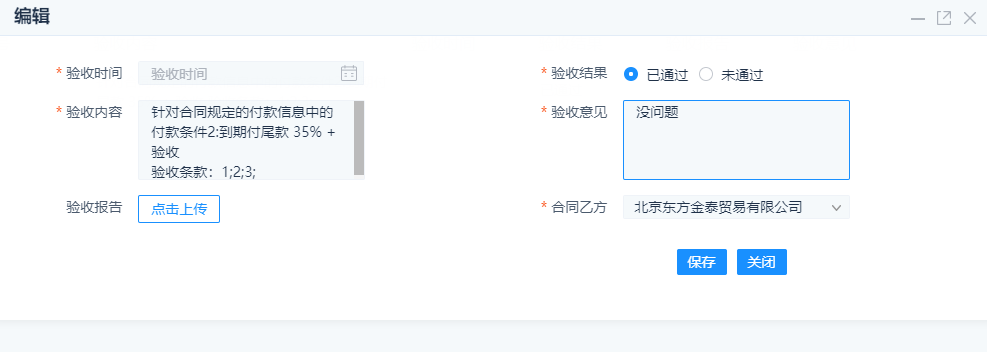 编辑
* 验收时间 验收时间
* 验收结果 已通过 未通过
* 验收内容
针对合同规定的付款信息中的
付款条件2:到期付尾款 35% +
验收
验收条款：1;2;3;
* 验收意见 没问题
验收报告 点击上传
* 合同乙方 北京东方金泰贸易有限公司
保存 关闭